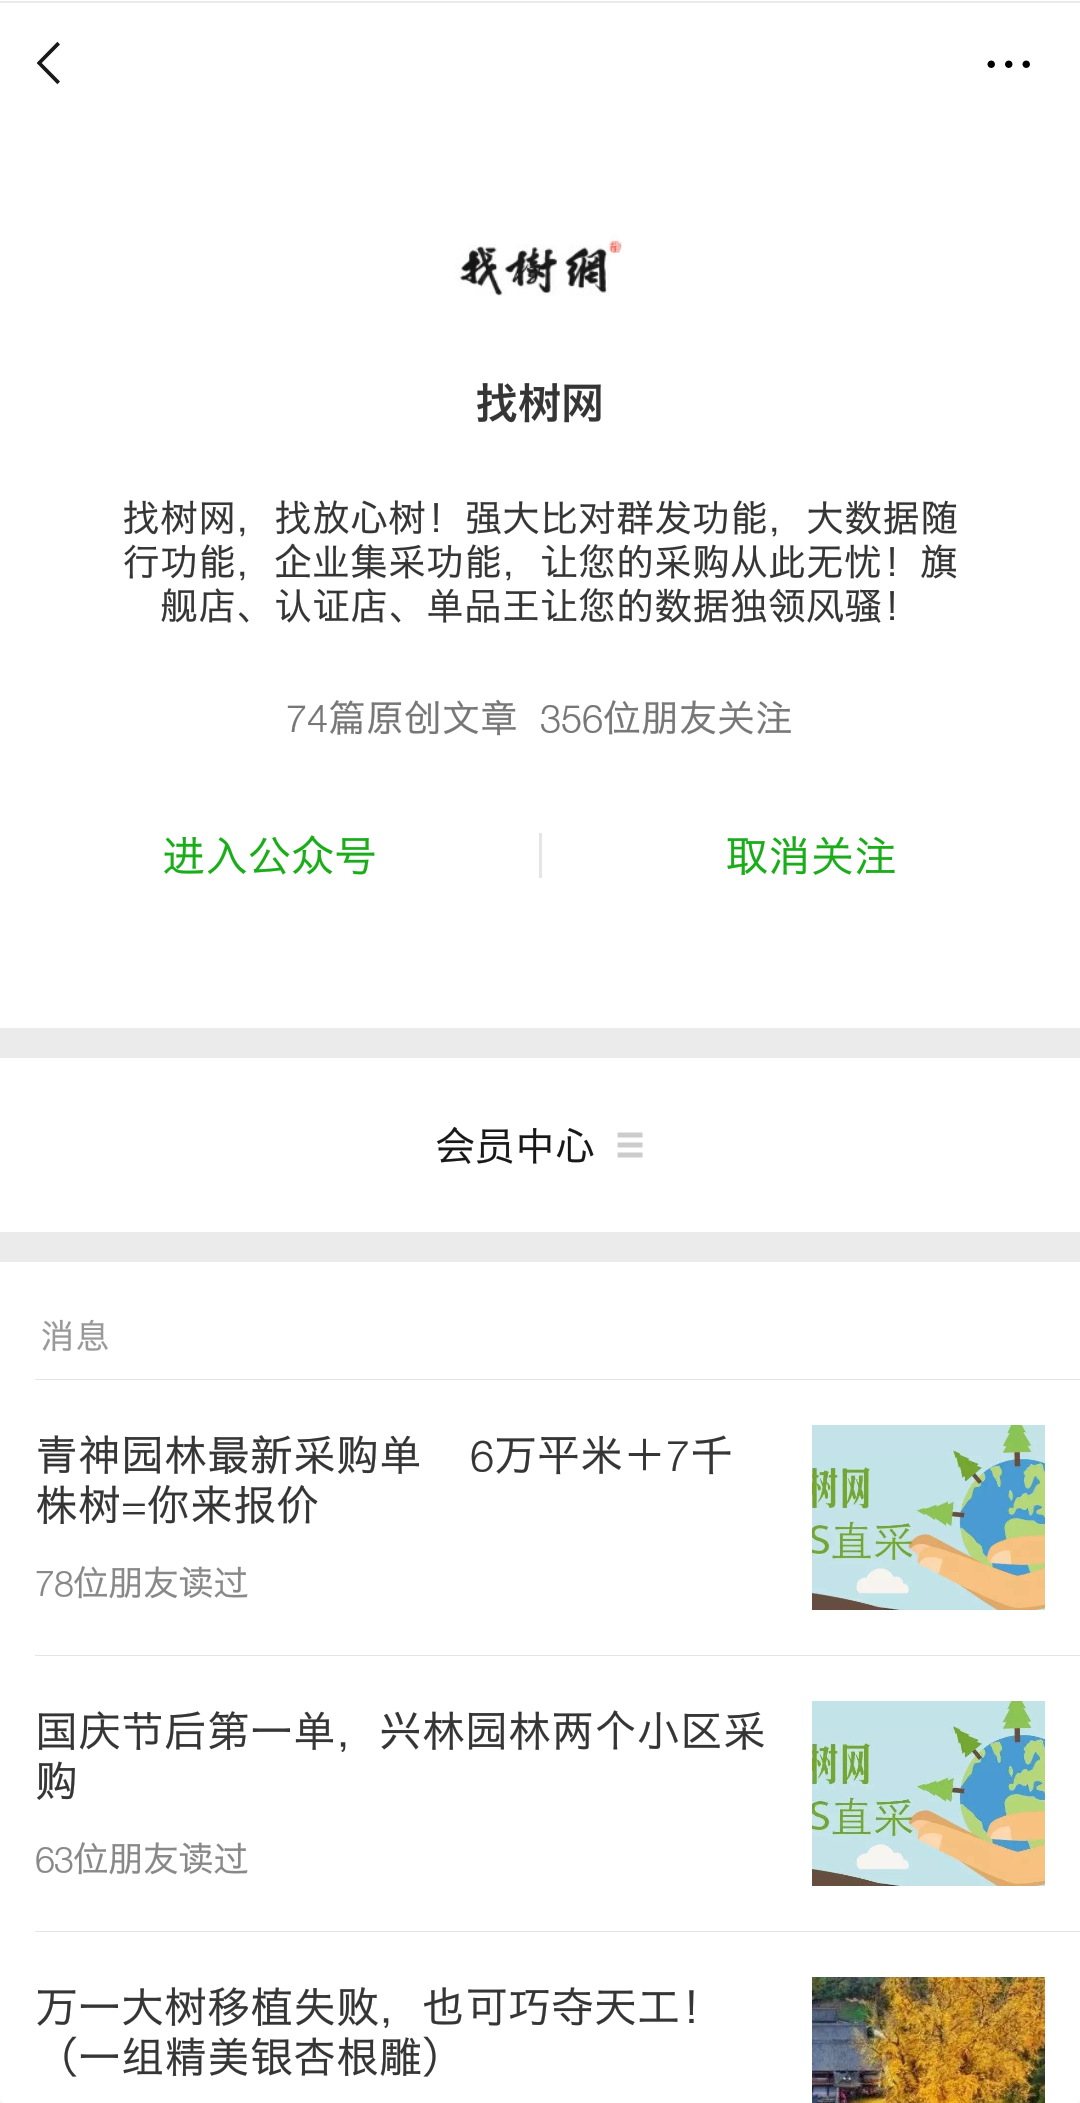 找樹網
找树网
找树网，找放心树！强大比对群发功能，大数据随
行功能，企业集采功能，让您的采购从此无忧！旗
舰店、认证店、单品王让您的数据独领风骚！
74篇原创文章 356位朋友关注
进入公众号
取消关注
会员中心
消息
青神园林最新采购单　6万平米＋7千
株树=你来报价
78位朋友读过
树网
S直采
国庆节后第一单，兴林园林两个小区采
购
63位朋友读过
树网
S直采
万一大树移植失败，也可巧夺天工！
（一组精美银杏根雕）